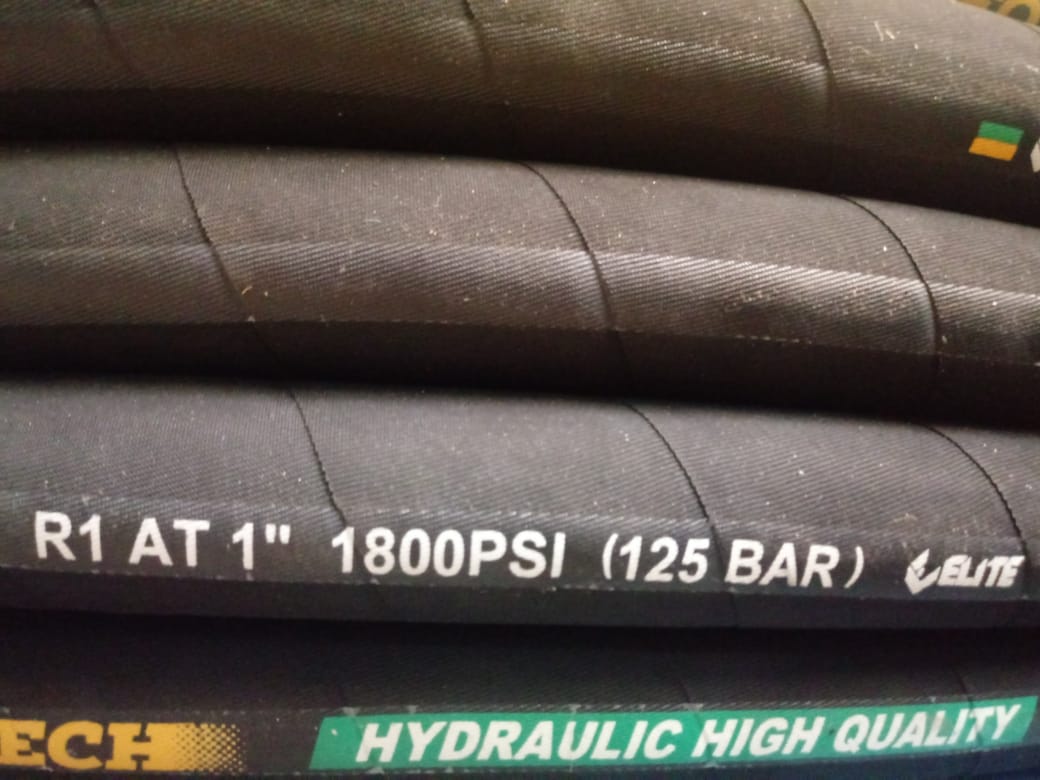 R1 AT 1" 1800PSI (125 BAR) ELITE
ECH HYDRAULIC HIGH QUALITY